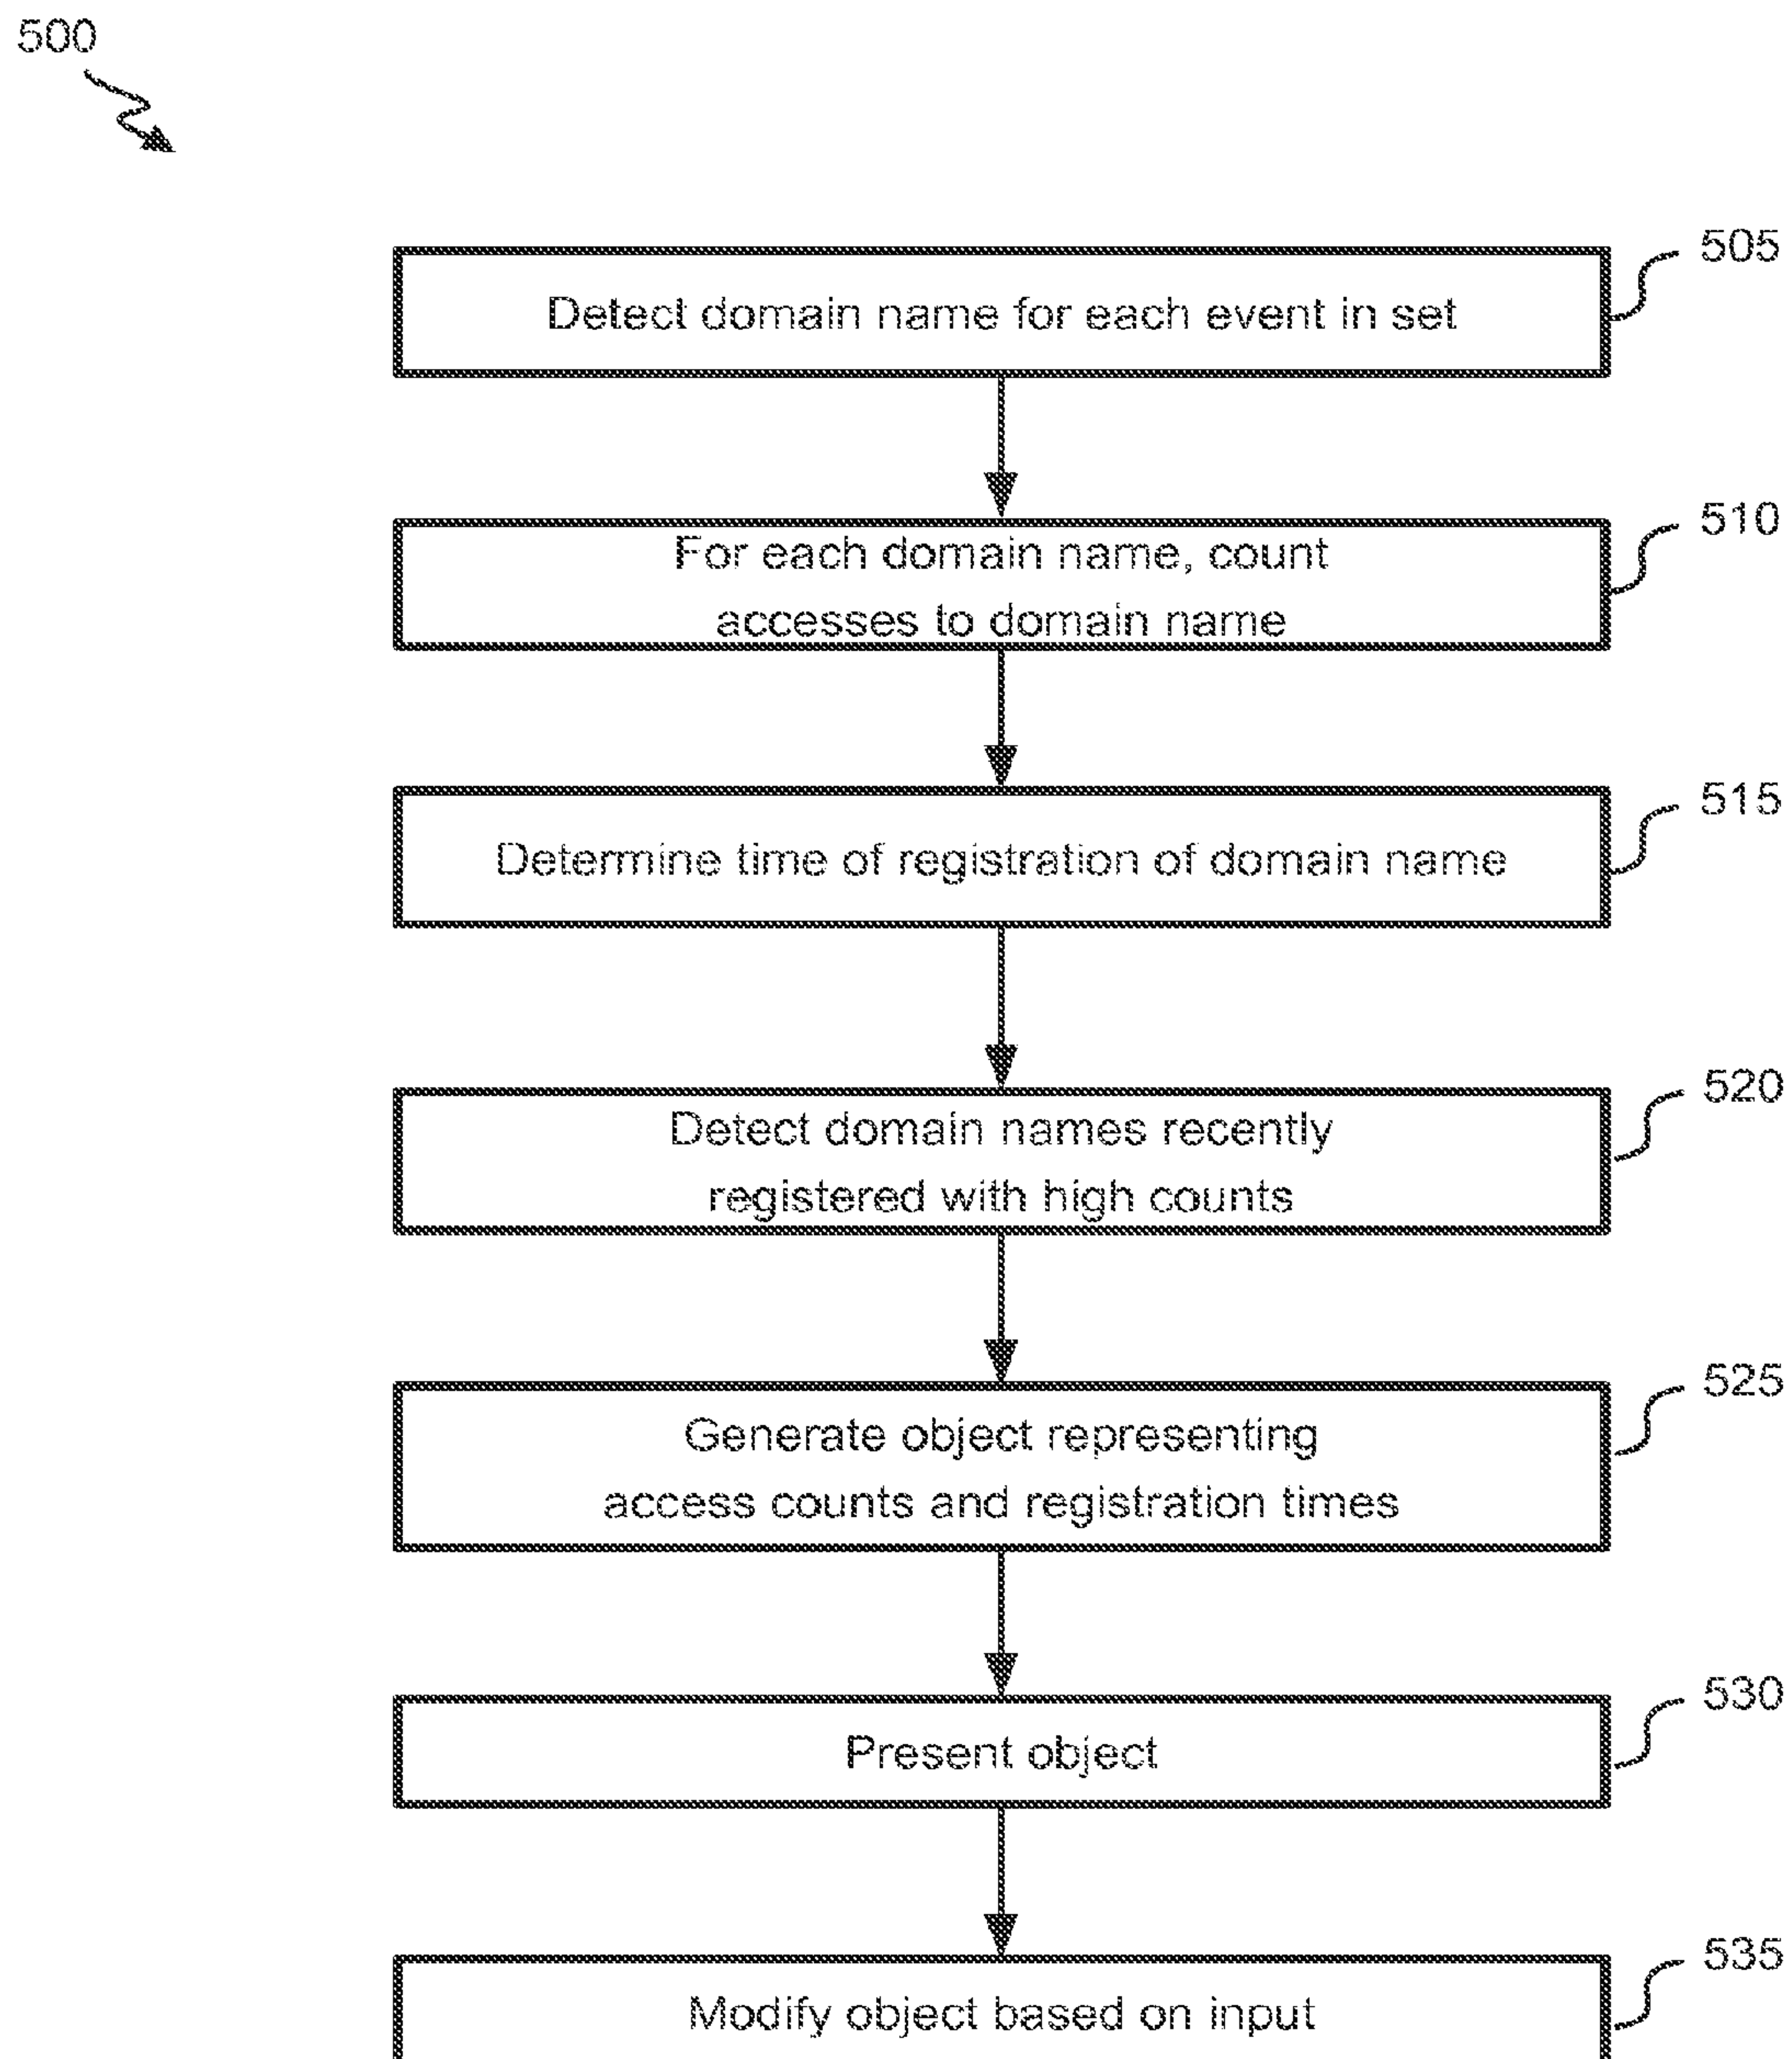 500
505
Detect domain name for each event in set
510
For each domain name, count
accesses to domain name
515
Determine time of registration of domain name
520
Detect domain names recently
registered with high counts
525
Generate object representing
access counts and registration times
530
Present object
535
Modify object based on input